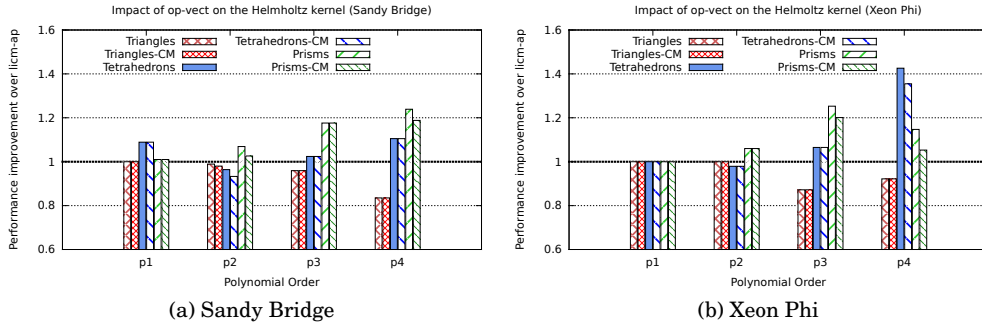 Impact of op-vect on the Helmholtz kernel (Sandy Bridge)
Performance improvement over licm-ap
1.6
1.4
1.2
1
0.8
0.6
Triangles
Triangles-CM
Tetrahedrons
Tetrahedrons-CM
Prisms
Prisms-CM
p1 p2 p3 p4
Polynomial Order
(a) Sandy Bridge
Impact of op-vect on the Helmoltz kernel (Xeon Phi)
Performance improvement over licm-ap
1.6
1.4
1.2
1
0.8
0.6
Triangles
Triangles-CM
Tetrahedrons
Tetrahedrons-CM
Prisms
Prisms-CM
p1 p2 p3 p4
Polynomial Order
(b) Xeon Phi